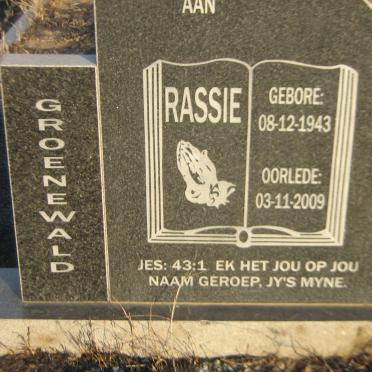 AAN
GROENEWALD
RASSIE
GEBORE:
08-12-1943
OORLEDE:
03-11-2009
JES: 43:1 EK HET JOU OP JOU
NAAM GEROEP, JY'S MYNE.